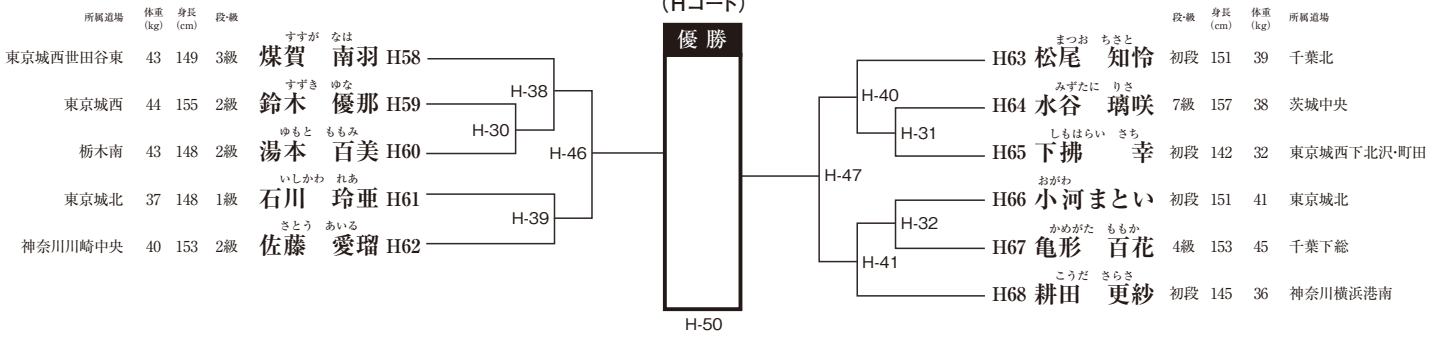 (Hコート)
優勝
所属道場 体重(kg) 身長(cm) 段・級
すすが なは
東京城西世田谷東 43 149 3級 煤賀 南羽 H58
すずき ゆな
東京城西 44 155 2級 鈴木 優那 H59
ゆもと ももみ
栃木南 43 148 2級 湯本 百美 H60
いしかわ れあ
東京城北 37 148 1級 石川 玲亜 H61
さとう あいる
神奈川川崎中央 40 153 2級 佐藤 愛瑠 H62
H-38
H-30
H-46
H-39
段・級 身長(cm) 体重(kg) 所属道場
まつお ちさと
H63 松尾 知怜 初段 151 39 千葉北
みずたに りさ
H64 水谷 璃咲 7級 157 38 茨城中央
しもはらい さち
H65 下拂 幸 初段 142 32 東京城西下北沢・町田
おがわ
H66 小河まとい 初段 151 41 東京城北
かめがた ももか
H67 亀形 百花 4級 153 45 千葉下総
こうだ さらさ
H68 耕田 更紗 初段 145 36 神奈川横浜港南
H-40
H-31
H-47
H-32
H-41
H-50